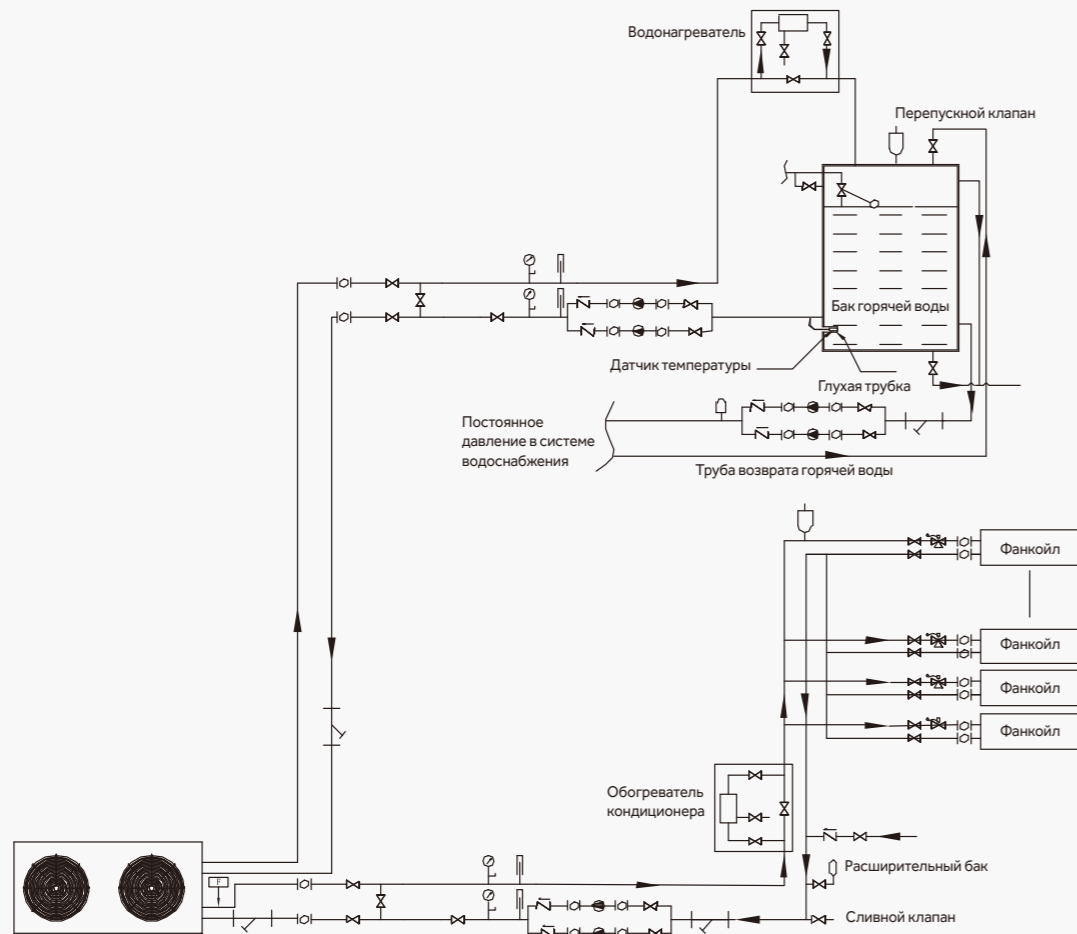 Водонагреватель
Перепускной клапан
Бак горячей воды
Датчик температуры
Глухая трубка
Постоянное
давление в системе
водоснабжения
Труба возврата горячей воды
Фанкойл
Фанкойл
Фанкойл
Фанкойл
Обогреватель
кондиционера
F
Расширительный бак
Сливной клапан